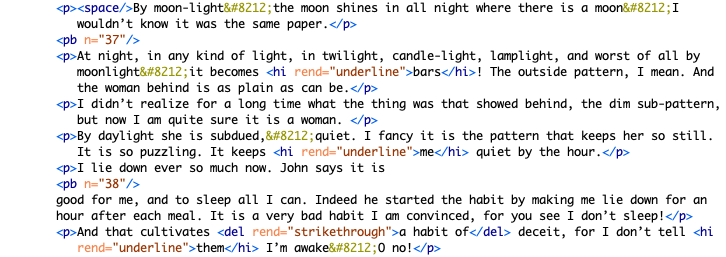 <p><space/>By moon-light&#8212;the moon shines in all night where there is a moon&#8212;I
wouldn’t know it was the same paper.</p>
<pb n="37"/>
<p>At night, in any kind of light, in twilight, candle-light, lamplight, and worst of all by
moonlight&#8212;it becomes <hi rend="underline">bars</hi>! The outside pattern, I mean. And
the woman behind is as plain as can be.</p>
<p>I didn’t realize for a long time what the thing was that showed behind, the dim sub-pattern,
but now I am quite sure it is a woman. </p>
<p>By daylight she is subdued,&#8212;quiet. I fancy it is the pattern that keeps her so still.
It is so puzzling. It keeps <hi rend="underline">me</hi> quiet by the hour.</p>
<p>I lie down ever so much now. John says it is
<pb n="38"/>
good for me, and to sleep all I can. Indeed he started the habit by making me lie down for an
hour after each meal. It is a very bad habit I am convinced, for you see I don’t sleep!</p>
<p>And that cultivates <del rend="strikethrough">a habit of</del> deceit, for I don’t tell <hi
rend="underline">them</hi> I’m awake&#8212;O no!</p>